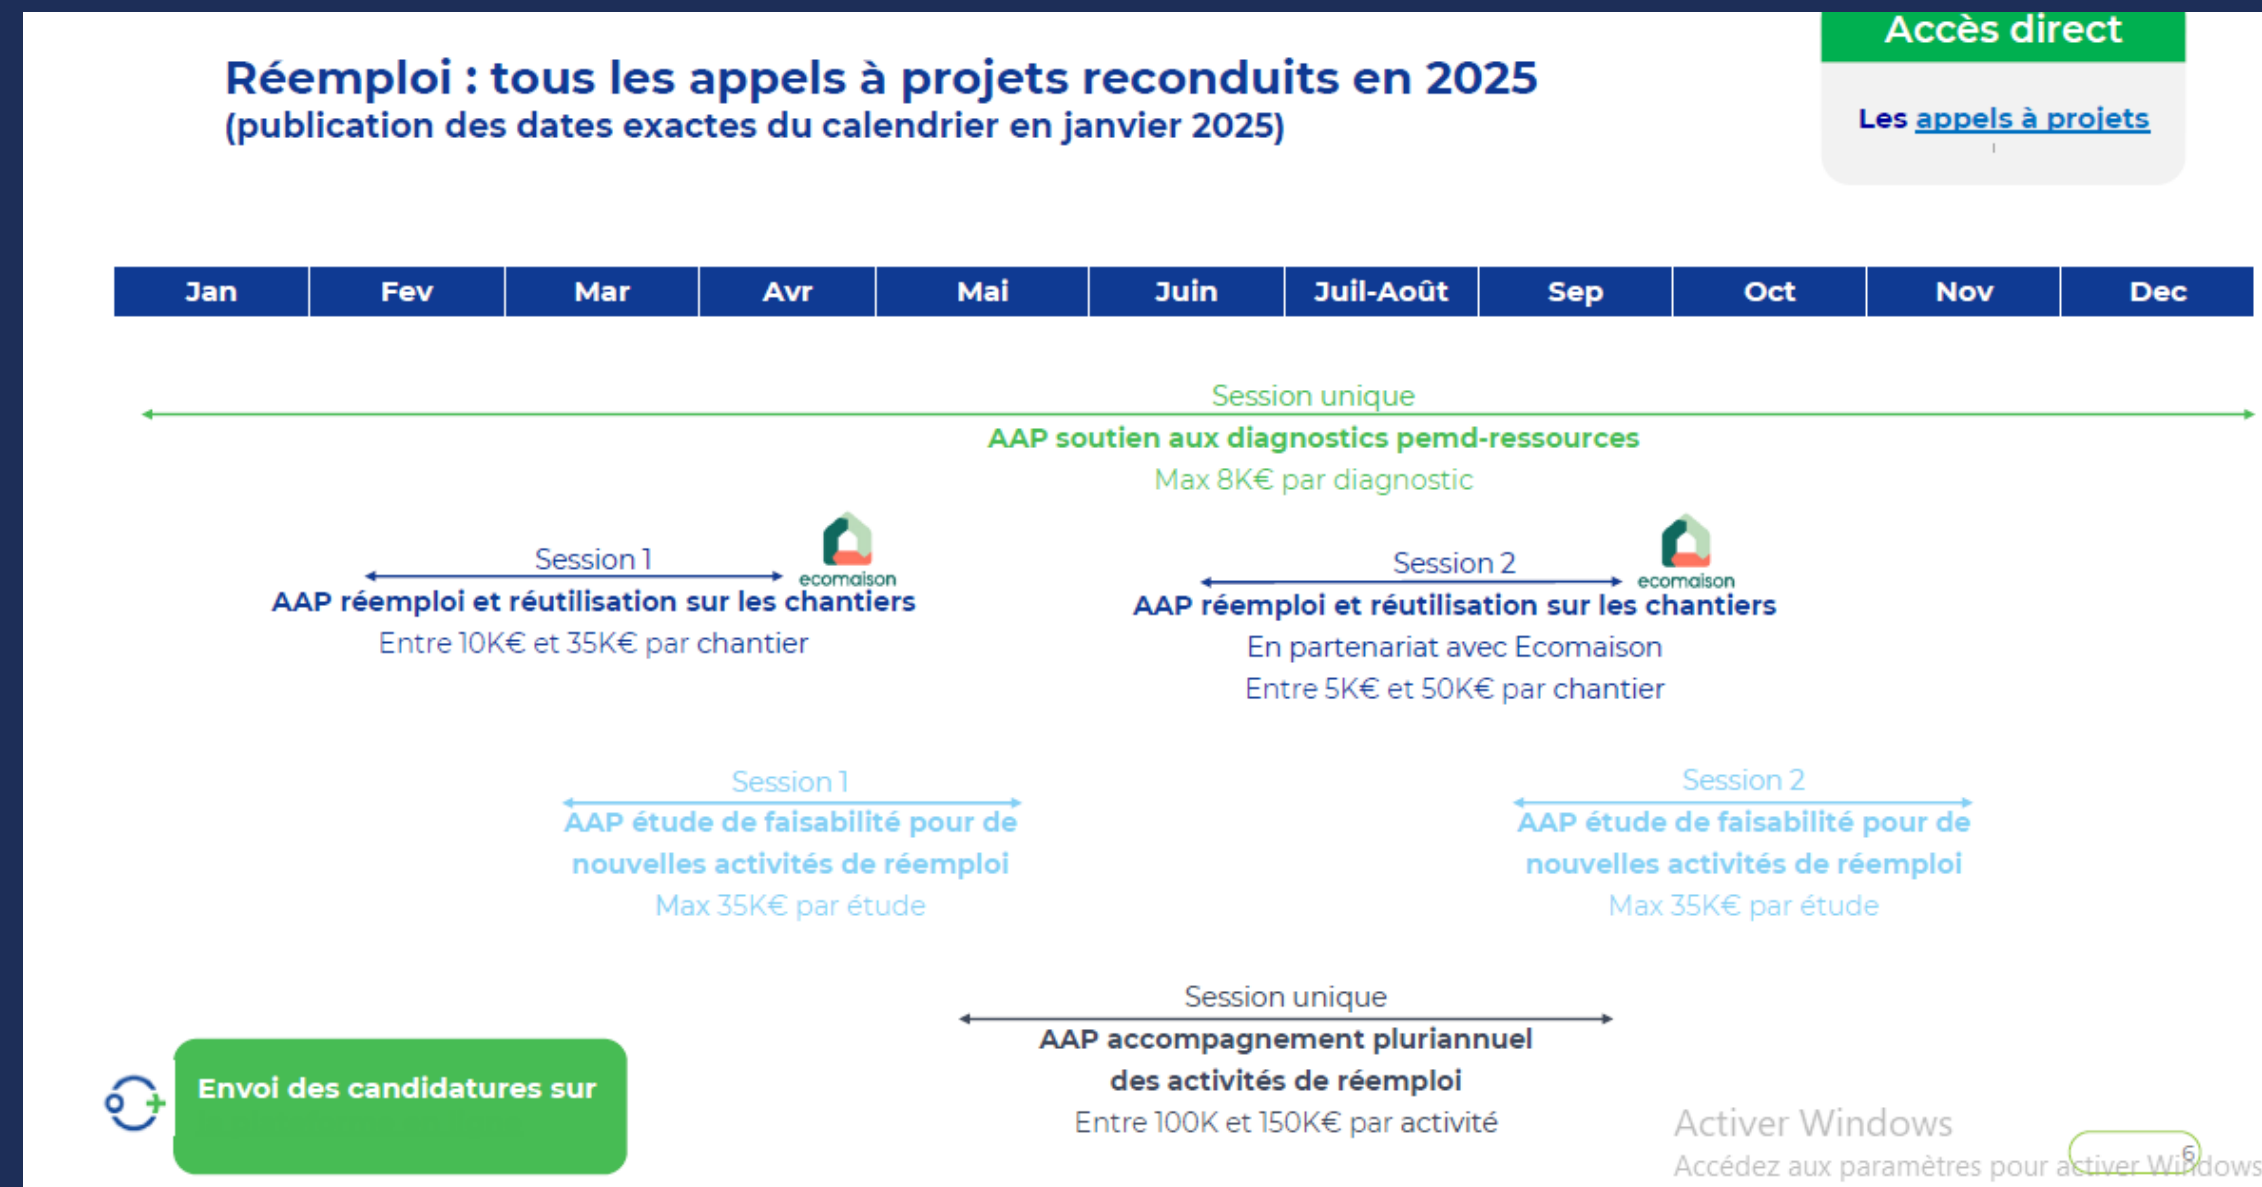 Accès direct
Réemploi : tous les appels à projets reconduits en 2025
(publication des dates exactes du calendrier en janvier 2025)
Les appels à projets
Jan Fev Mar Avr Mai Juin Juil-Août Sep Oct Nov Dec
Session unique
AAP soutien aux diagnostics pemd-ressources
Max 8K€ par diagnostic
Session 1
ecomaison
AAP réemploi et réutilisation sur les chantiers
Entre 10K€ et 35K€ par chantier
Session 2
ecomaison
AAP réemploi et réutilisation sur les chantiers
En partenariat avec Ecomaison
Entre 5K€ et 50K€ par chantier
Session 1
AAP étude de faisabilité pour de
nouvelles activités de réemploi
Max 35K€ par étude
Session 2
AAP étude de faisabilité pour de
nouvelles activités de réemploi
Max 35K€ par étude
Session unique
AAP accompagnement pluriannuel
des activités de réemploi
Entre 100K et 150K€ par activité
Envoi des candidatures sur
Activer Windows
Accédez aux paramètres pour activer Windows
6